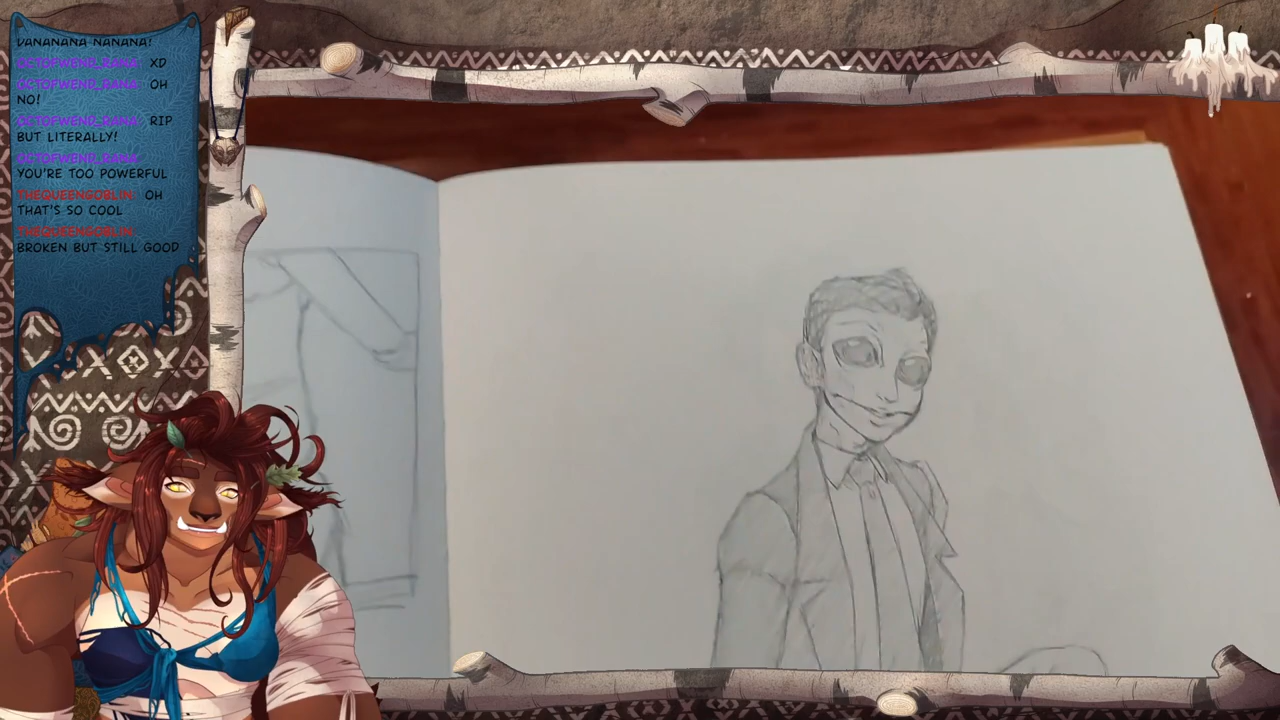 DANANANA NANANA!
OCTOFWEND_RANA: XD
OCTOFWEND_RANA: OH
NO!
OCTOFWEND_RANA: RIP
BUT LITERALLY!
OCTOFWEND_RANA:
YOU'RE TOO POWERFUL
THEQUEENGOBLIN: OH
THAT'S SO COOL
THEQUEENGOBLIN:
BROKEN BUT STILL GOOD